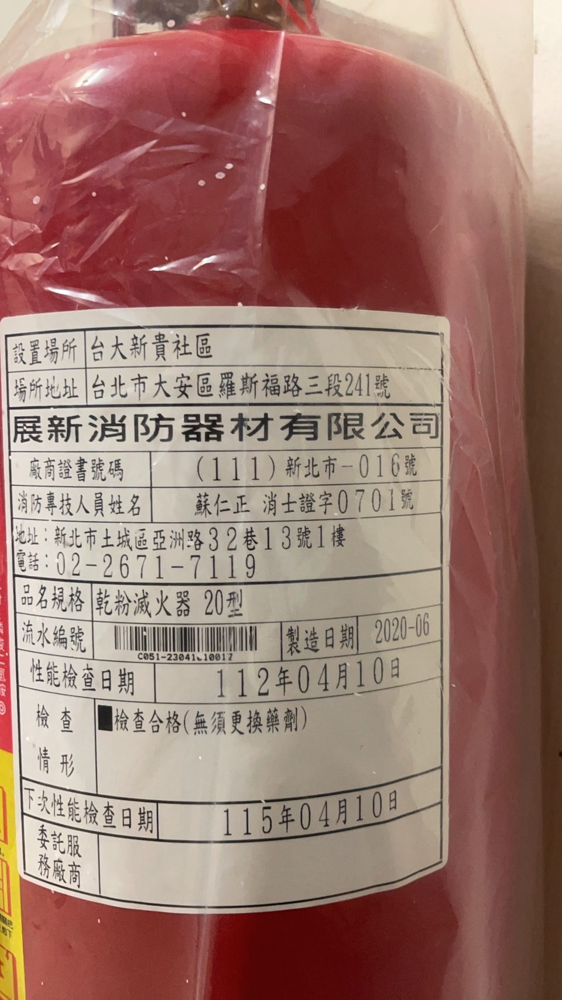 設置場所 台大新貴社區
場所地址 台北市大安區羅斯福路三段241號
展新消防器材有限公司
廠商證書號碼 (111)新北市-016號
消防專技人員姓名 蘇仁正 消士證字0701號
地址:新北市土城區亞洲路32巷13號1樓
電話:02-2671-7119
品名規格 乾粉滅火器 20型
流水編號 C051-23041010017 製造日期 2020-06
性能檢查日期 112年04月10日
檢查情形 ■檢查合格(無須更換藥劑)
下次性能檢查日期 115年04月10日
委託服務廠商